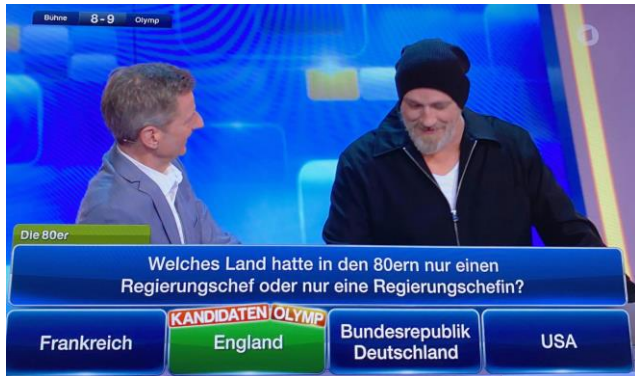 Bühne 8-9 Olymp
Die 80er
Welches Land hatte in den 80ern nur einen
Regierungschef oder nur eine Regierungschefin?
KANDIDATEN OLYMP
Frankreich
England
Bundesrepublik
Deutschland
USA